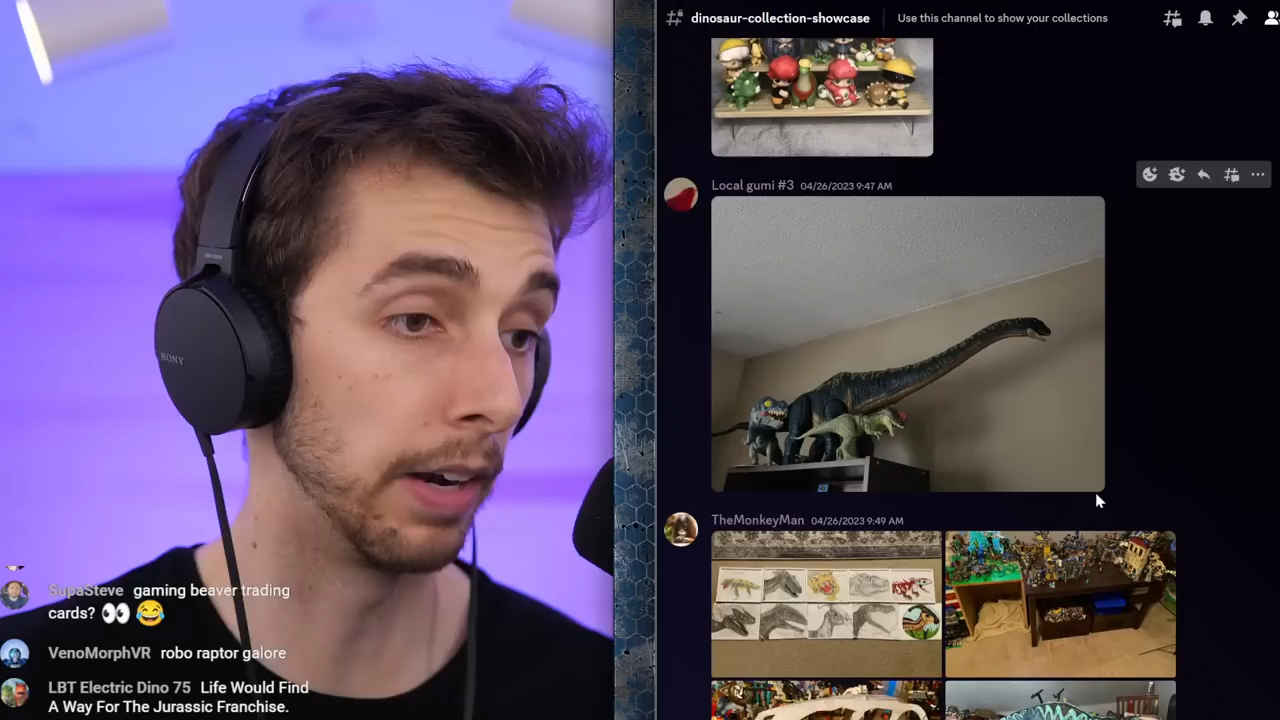 dinosaur-collection-showcase
Use this channel to show your collections
Local gumi #3 04/26/2023 9:47 AM
TheMonkeyMan 04/26/2023 9:49 AM
SONY
SupaSteve gaming beaver trading
cards? 👀 😂
VenoMorphVR robo raptor galore
LBT Electric Dino 75 Life Would Find
A Way For The Jurassic Franchise.